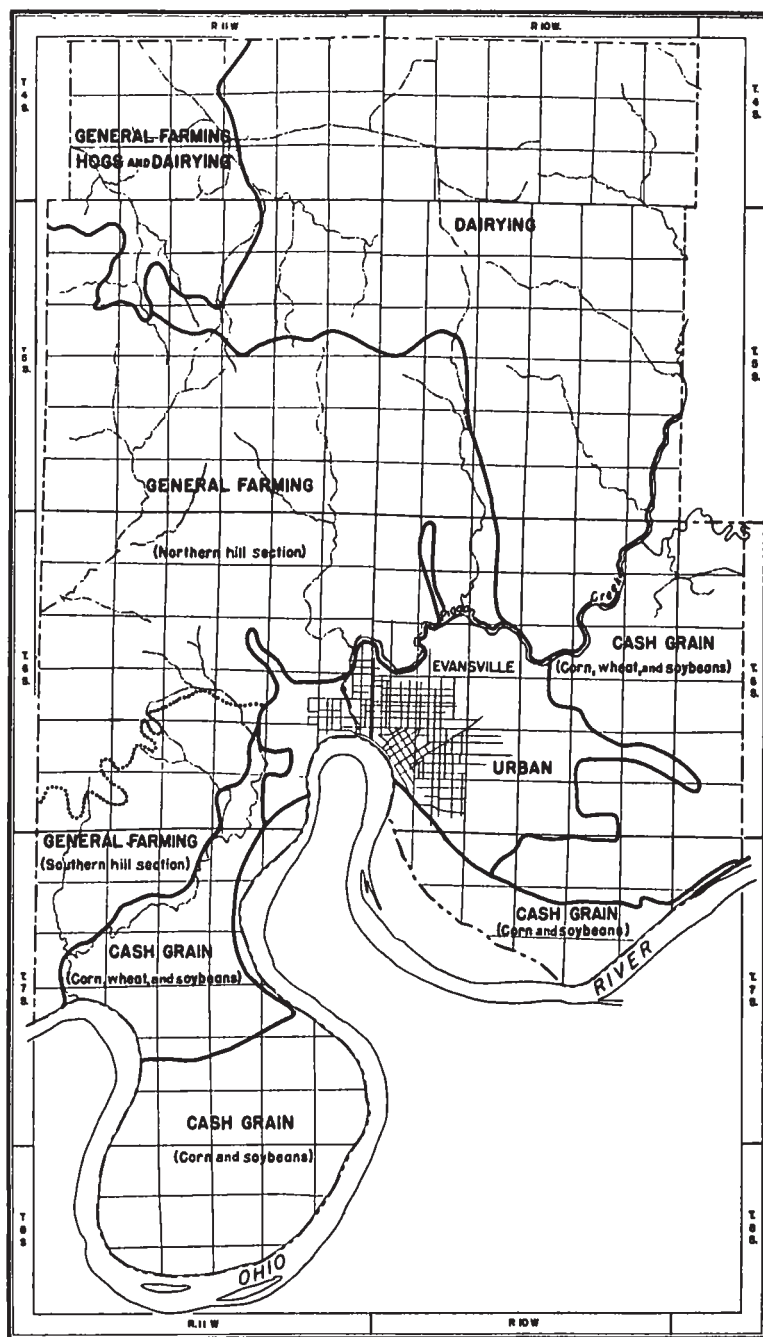 R 11 W
R 10 W.
T. 4 S.
T. 4 S.
GENERAL FARMING
HOGS AND DAIRYING
DAIRYING
T. 5 S.
T. 5 S.
GENERAL FARMING
(Northern hill section)
Pigeon
Creek
CASH GRAIN
(Corn, wheat, and soybeans)
T. 6 S.
T. 6 S.
EVANSVILLE
URBAN
GENERAL FARMING
(Southern hill section)
CASH GRAIN
(Corn and soybeans)
CASH GRAIN
(Corn, wheat, and soybeans)
RIVER
T. 7 S.
T. 7 S.
CASH GRAIN
(Corn and soybeans)
T 8 S
T. 8 S.
OHIO
R.11 W
R 10 W